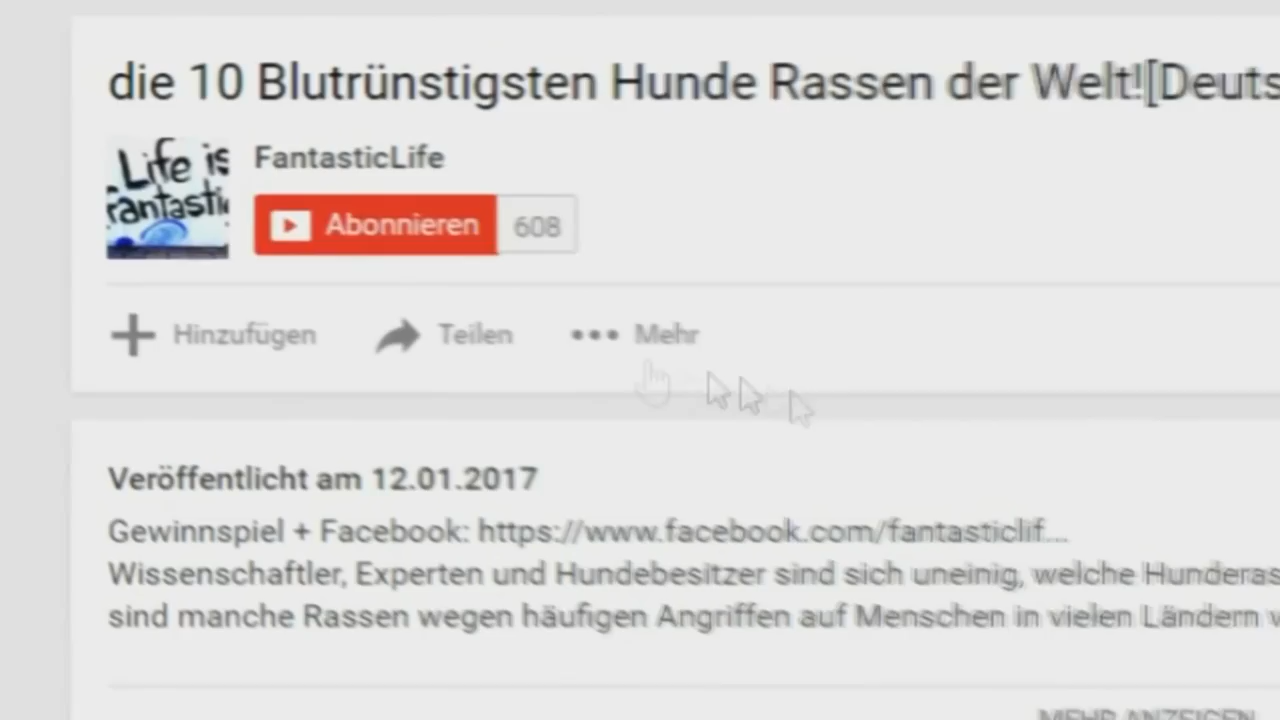 die 10 Blutrünstigsten Hunde Rassen der Welt![Deuts
Life is
fantastic
FantasticLife
Abonnieren 608
Hinzufügen Teilen Mehr
Veröffentlicht am 12.01.2017
Gewinnspiel + Facebook: https://www.facebook.com/fantasticlif...
Wissenschaftler, Experten und Hundebesitzer sind sich uneinig, welche Hunderas
sind manche Rassen wegen häufigen Angriffen auf Menschen in vielen Ländern v
MEHR ANZEIGEN